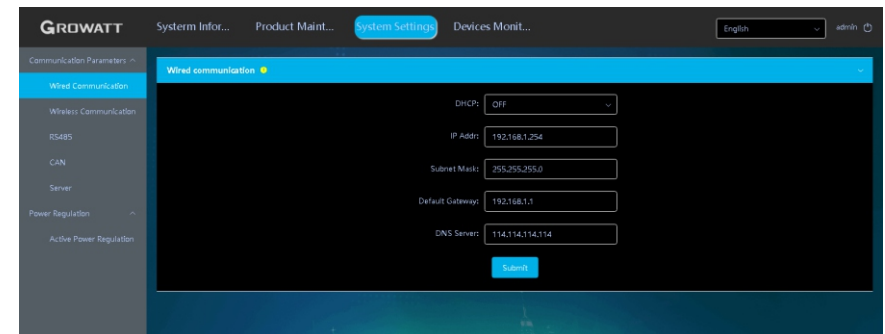 GROWATT
Systerm Infor... Product Maint... System Settings Devices Monit... English admin
Communication Parameters
Wired Communication
Wireless Communication
RS485
CAN
Server
Power Regulation
Active Power Regulation
Wired communication
DHCP: OFF
IP Addr: 192.168.1.254
Subnet Mask: 255.255.255.0
Default Gateway: 192.168.1.1
DNS Server: 114.114.114.114
Submit